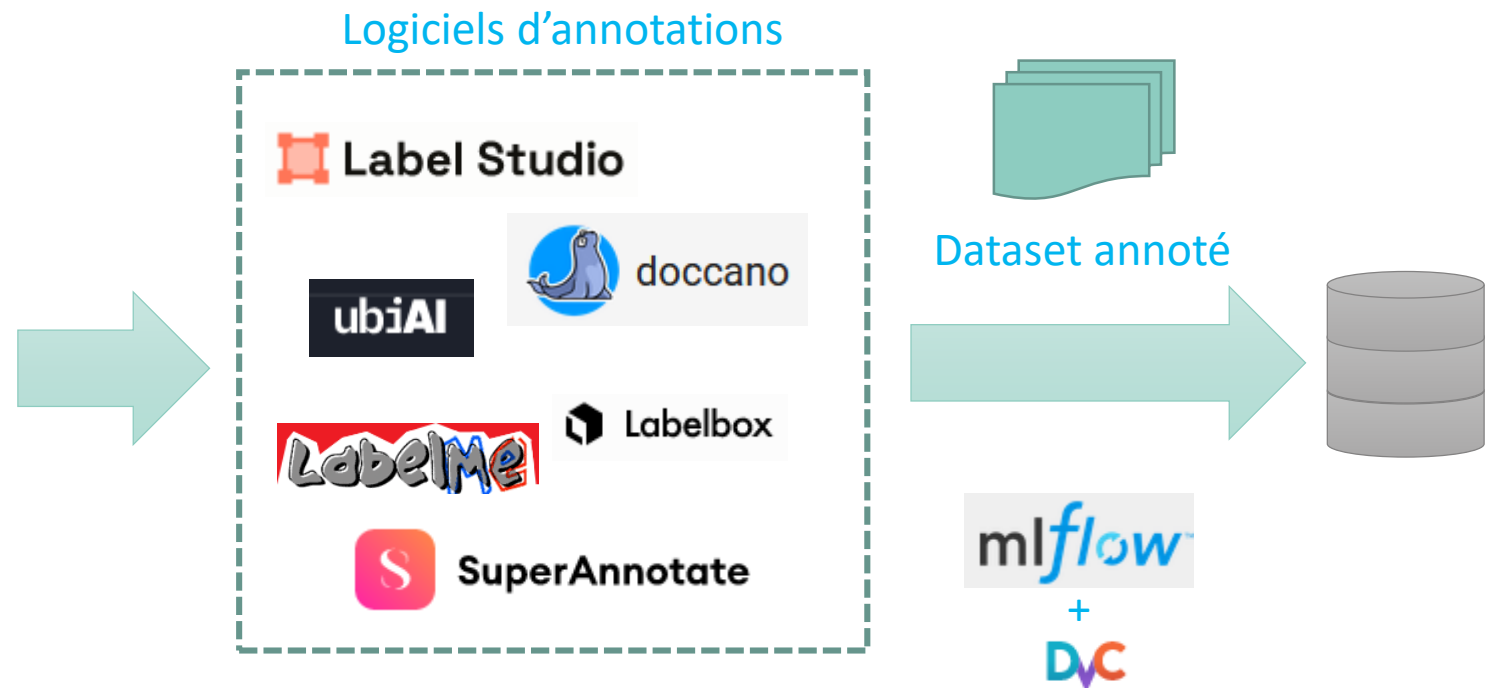 Logiciels d’annotations
Label Studio
doccano
ubiAI
Labelbox
LabelMe
SuperAnnotate
Dataset annoté
mlflow
+
DVC